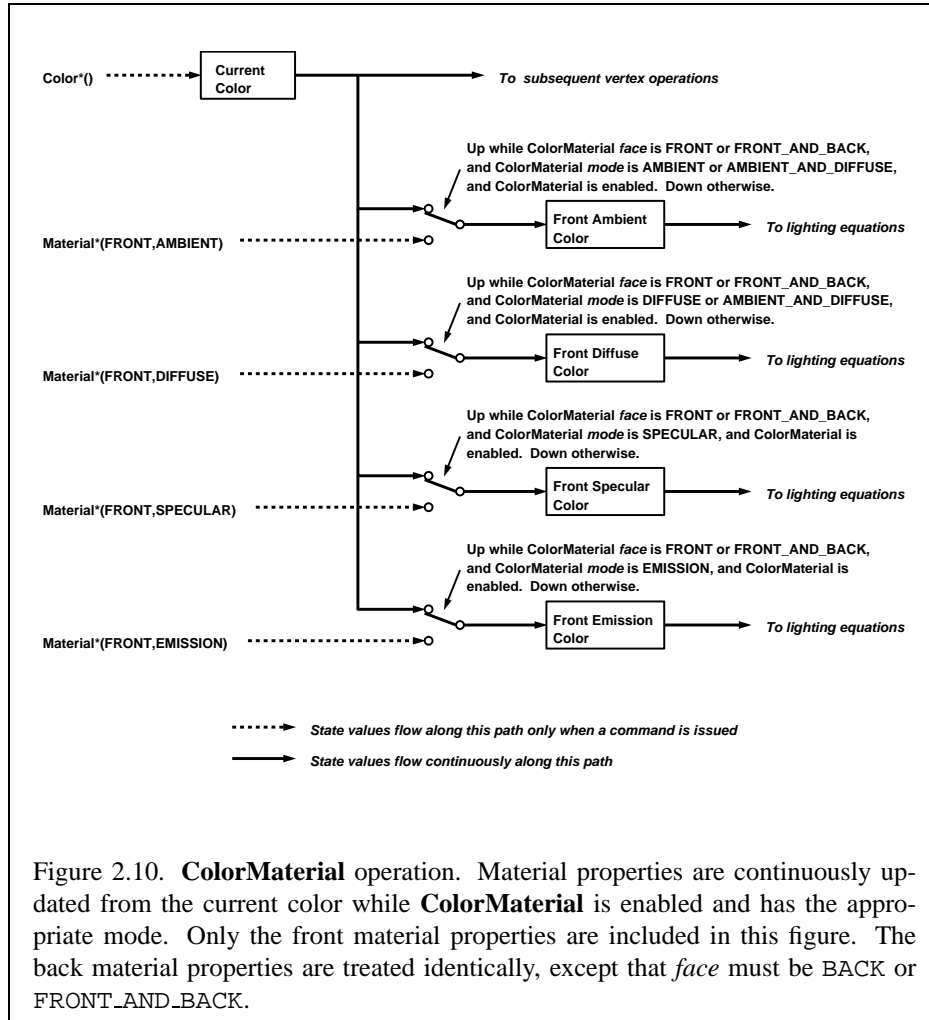 Current
Color*()
Color
To subsequent vertex operations
Up while ColorMaterial face is FRONT or FRONT_AND_BACK,
and ColorMaterial mode is AMBIENT or AMBIENT_AND_DIFFUSE,
and ColorMaterial is enabled. Down otherwise.
Front Ambient
Color
To lighting equations
Material*(FRONT,AMBIENT)
Up while ColorMaterial face is FRONT or FRONT_AND_BACK,
and ColorMaterial mode is DIFFUSE or AMBIENT_AND_DIFFUSE,
and ColorMaterial is enabled. Down otherwise.
Front Diffuse
Color
To lighting equations
Material*(FRONT,DIFFUSE)
Up while ColorMaterial face is FRONT or FRONT_AND_BACK,
and ColorMaterial mode is SPECULAR, and ColorMaterial is
enabled. Down otherwise.
Front Specular
Color
To lighting equations
Material*(FRONT,SPECULAR)
Up while ColorMaterial face is FRONT or FRONT_AND_BACK,
and ColorMaterial mode is EMISSION, and ColorMaterial is
enabled. Down otherwise.
Front Emission
Color
To lighting equations
Material*(FRONT,EMISSION)
State values flow along this path only when a command is issued
State values flow continuously along this path
Figure 2.10. ColorMaterial operation. Material properties are continuously up-
dated from the current color while ColorMaterial is enabled and has the appro-
priate mode. Only the front material properties are included in this figure. The
back material properties are treated identically, except that face must be BACK or
FRONT_AND_BACK.